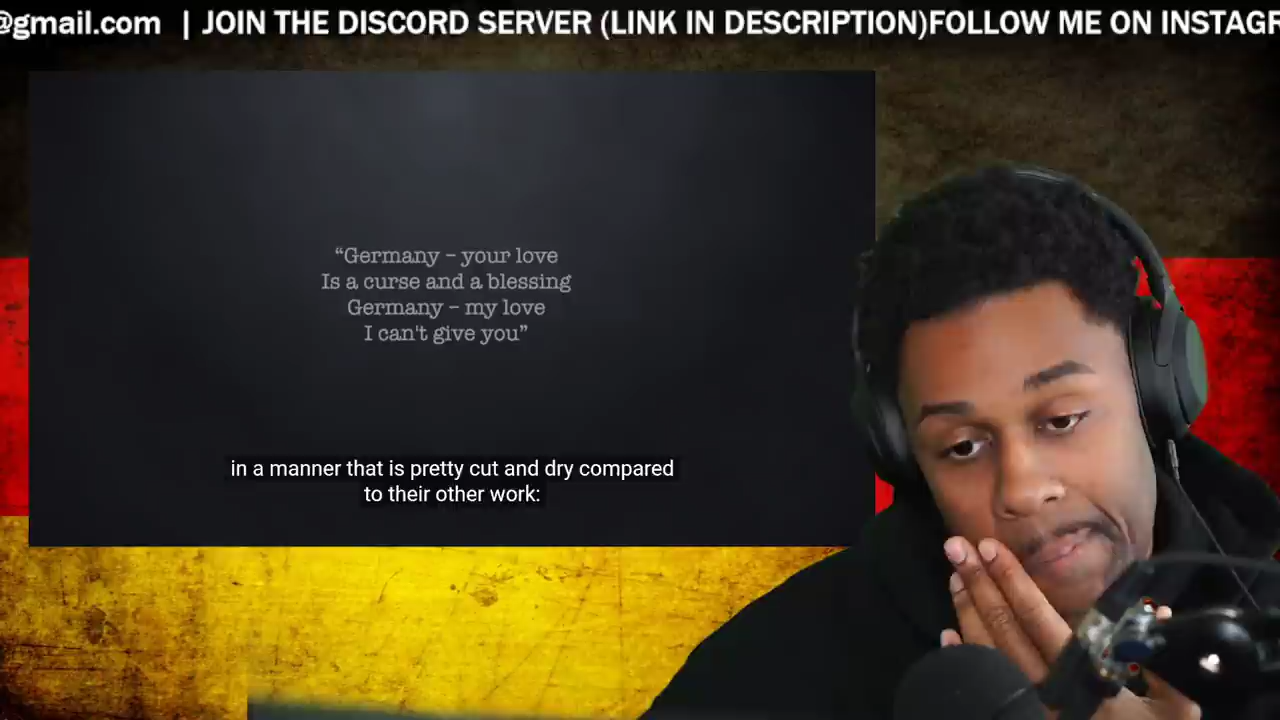 @gmail.com | JOIN THE DISCORD SERVER (LINK IN DESCRIPTION)FOLLOW ME ON INSTAG
“Germany – your love
Is a curse and a blessing
Germany – my love
I can't give you”
in a manner that is pretty cut and dry compared
to their other work: